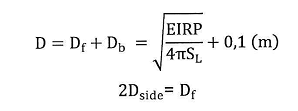 D = D_f + D_b = √(EIRP / 4πS_L) + 0,1 (m)
2D_side = D_f